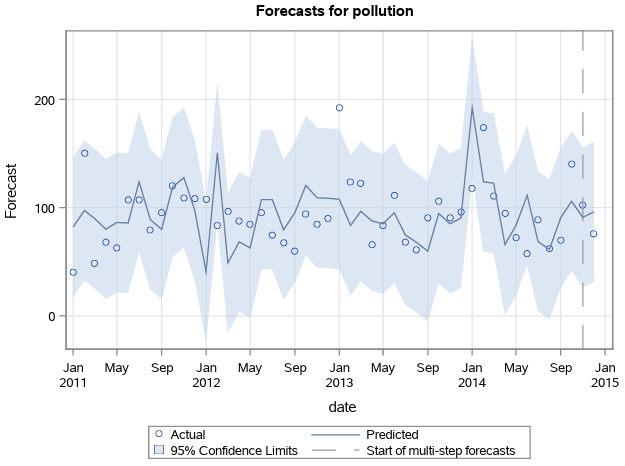 Forecasts for pollution
Forecast
200
100
0
Jan May Sep Jan May Sep Jan May Sep Jan May Sep Jan
2011 2012 2013 2014 2015
date
Actual Predicted
95% Confidence Limits Start of multi-step forecasts